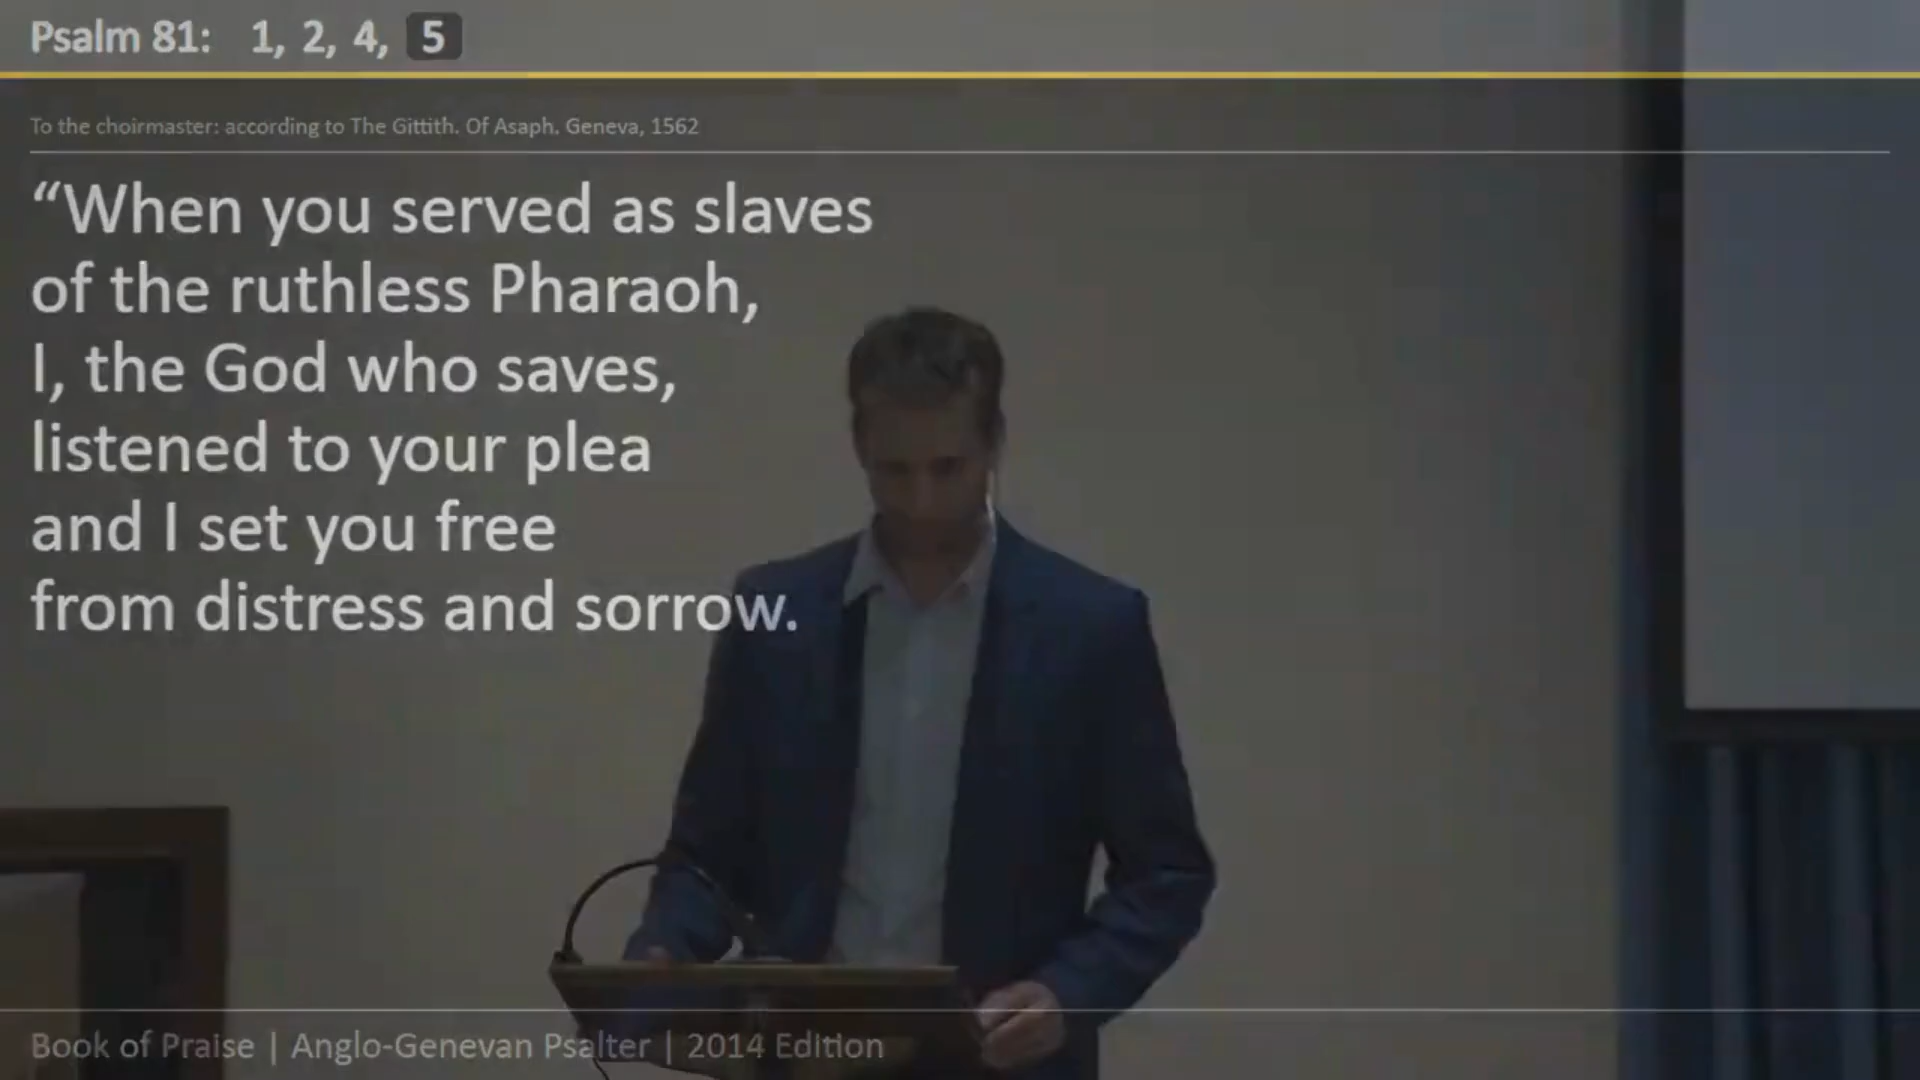 Psalm 81: 1, 2, 4, 5
To the choirmaster: according to The Gittith. Of Asaph. Geneva, 1562
“When you served as slaves
of the ruthless Pharaoh,
I, the God who saves,
listened to your plea
and I set you free
from distress and sorrow.
Book of Praise | Anglo-Genevan Psalter | 2014 Edition